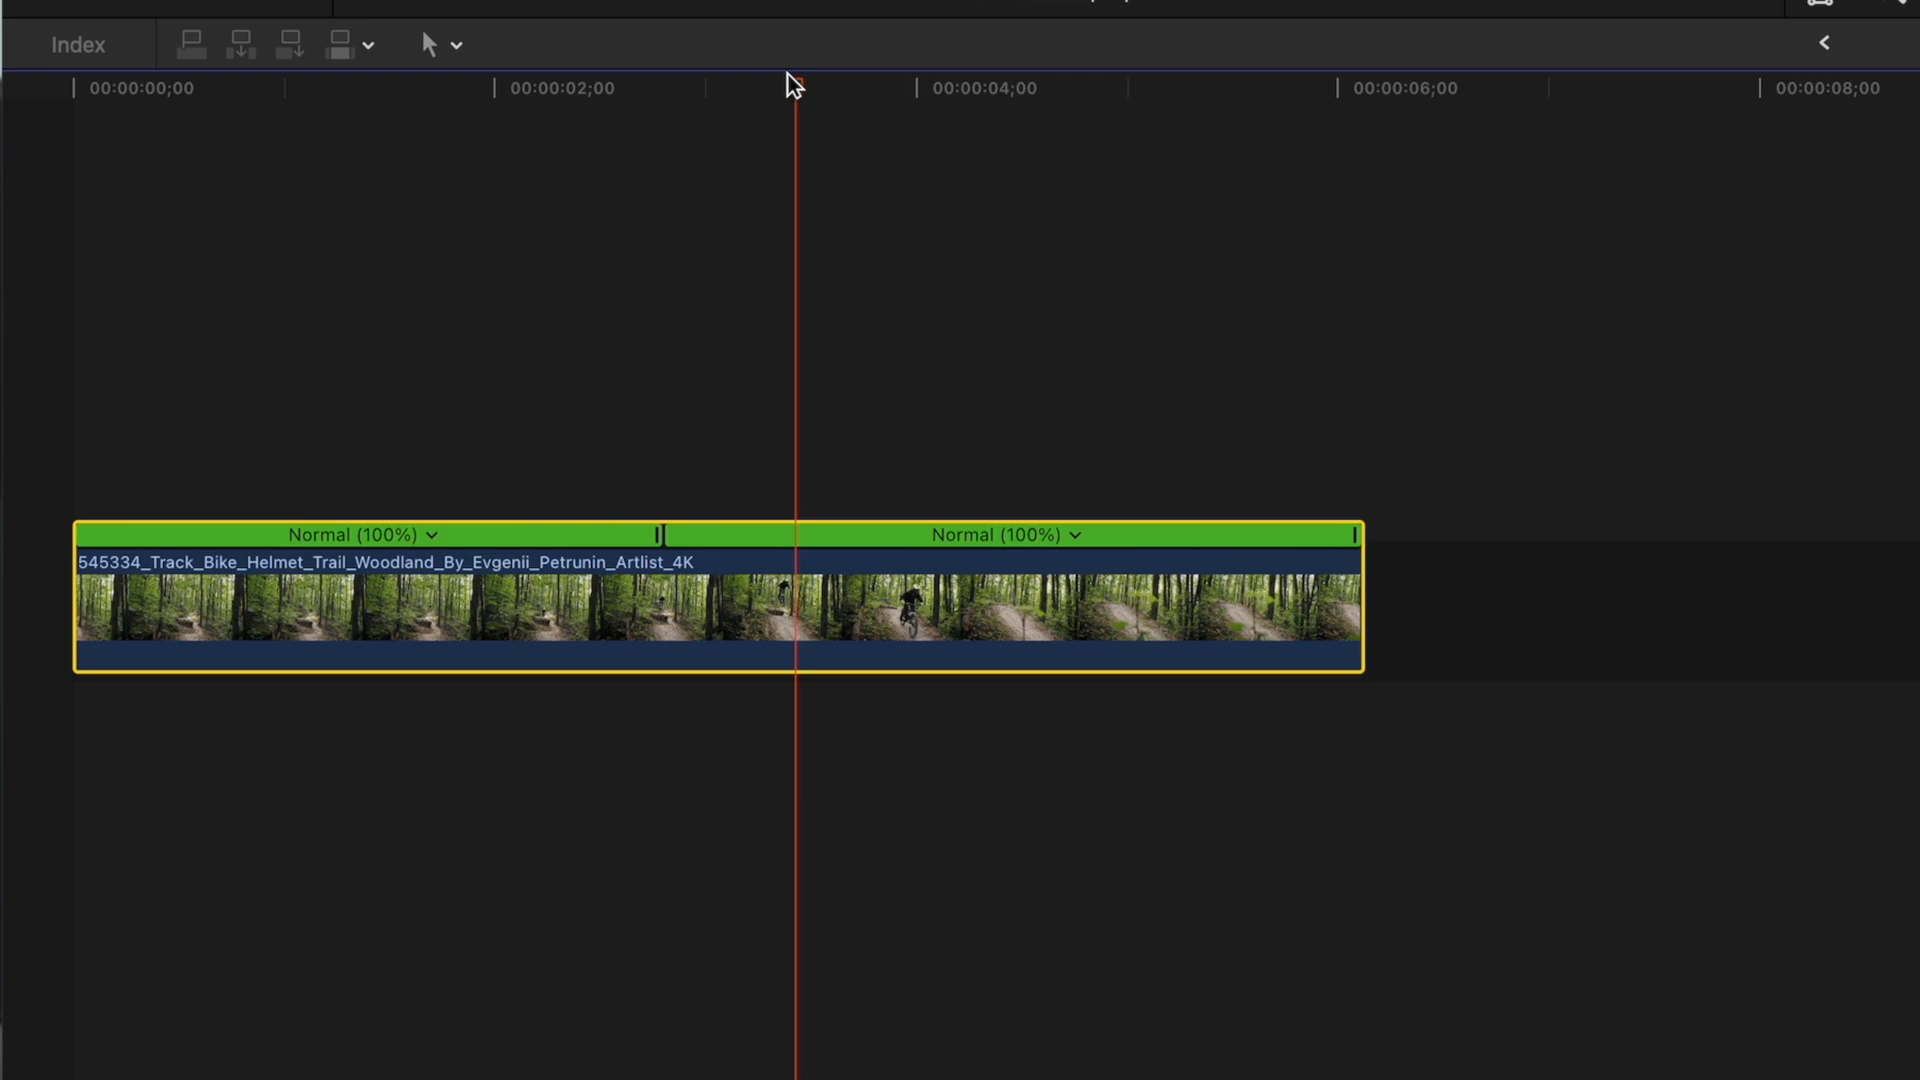 Index
00:00:00;00 00:00:02;00 00:00:04;00 00:00:06;00 00:00:08;00
Normal (100%) Normal (100%)
545334_Track_Bike_Helmet_Trail_Woodland_By_Evgenii_Petrunin_Artlist_4K